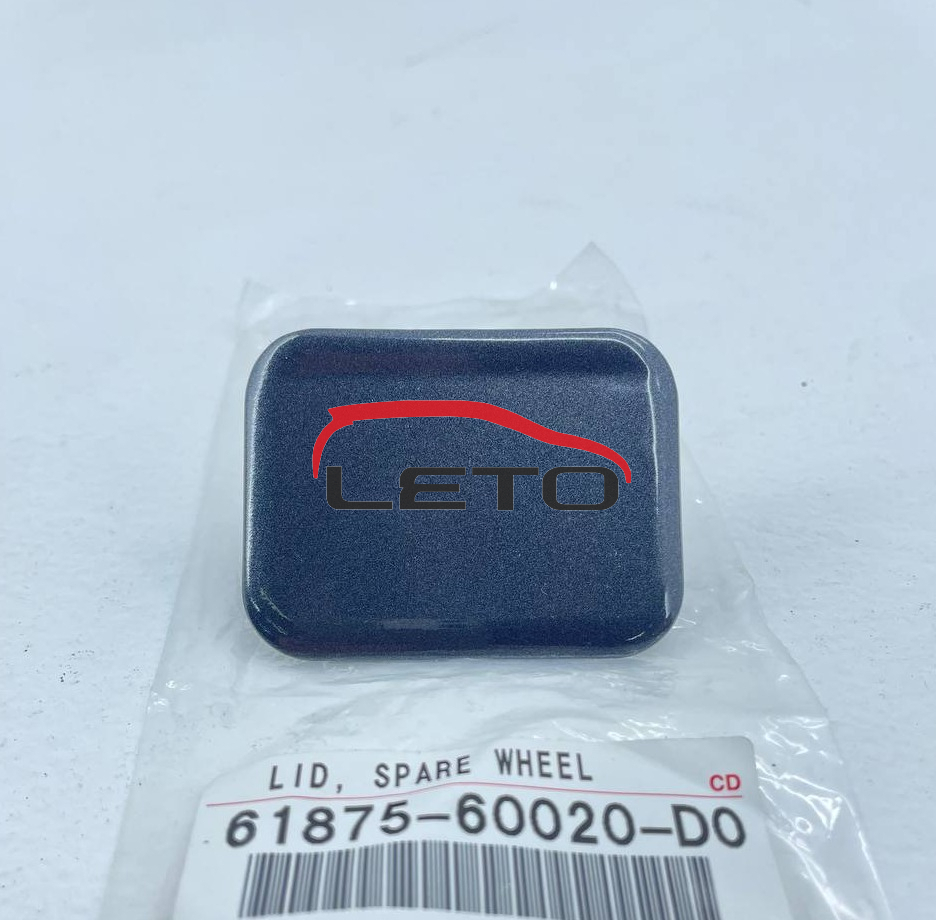 LETO
LID, SPARE WHEEL
CD
61875-60020-D0